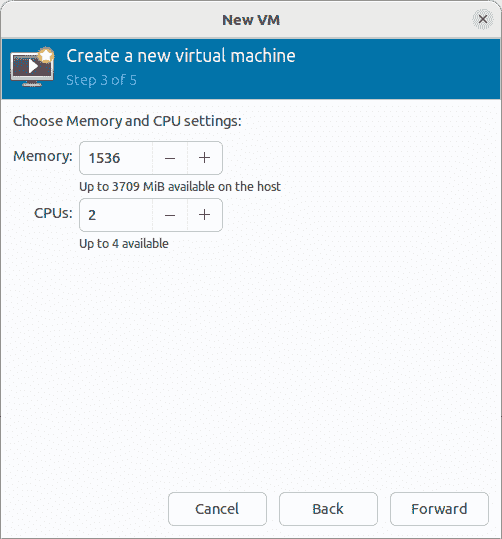 New VM
Create a new virtual machine
Step 3 of 5
Choose Memory and CPU settings:
Memory: 1536 − +
Up to 3709 MiB available on the host
CPUs: 2 − +
Up to 4 available
Cancel Back Forward